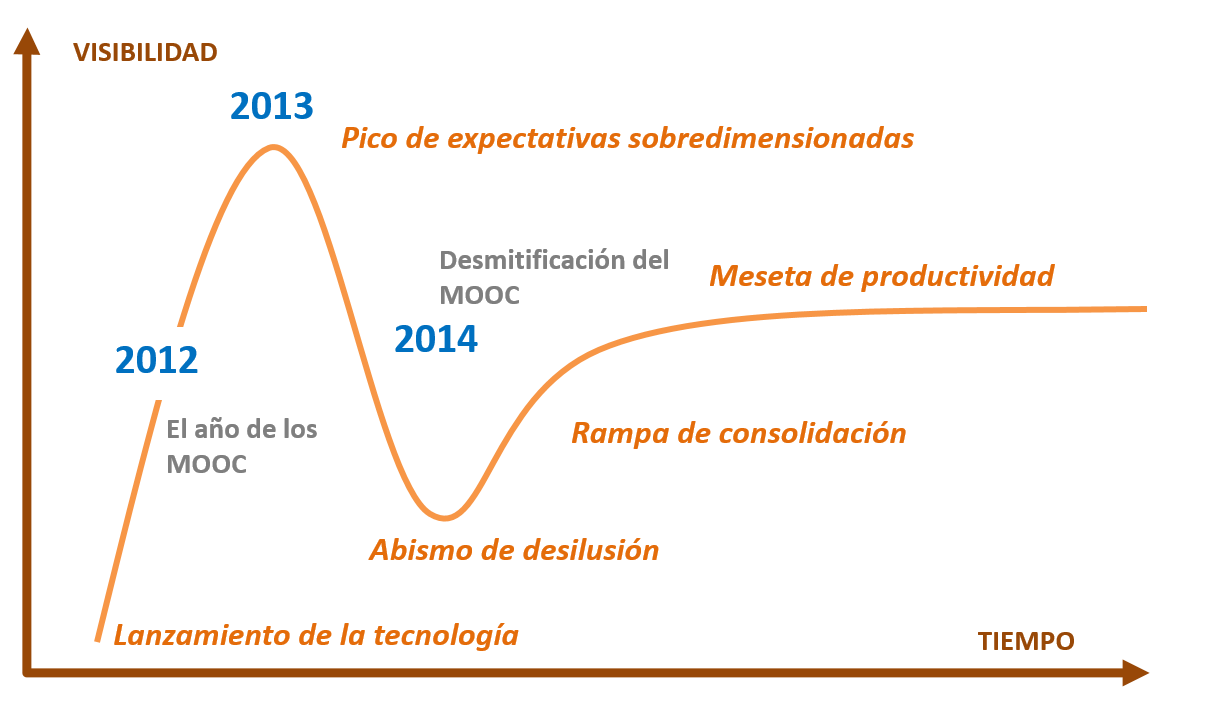 VISIBILIDAD
2013
Pico de expectativas sobredimensionadas
Desmitificación del
MOOC
Meseta de productividad
2014
2012
El año de los
MOOC
Rampa de consolidación
Abismo de desilusión
Lanzamiento de la tecnología
TIEMPO